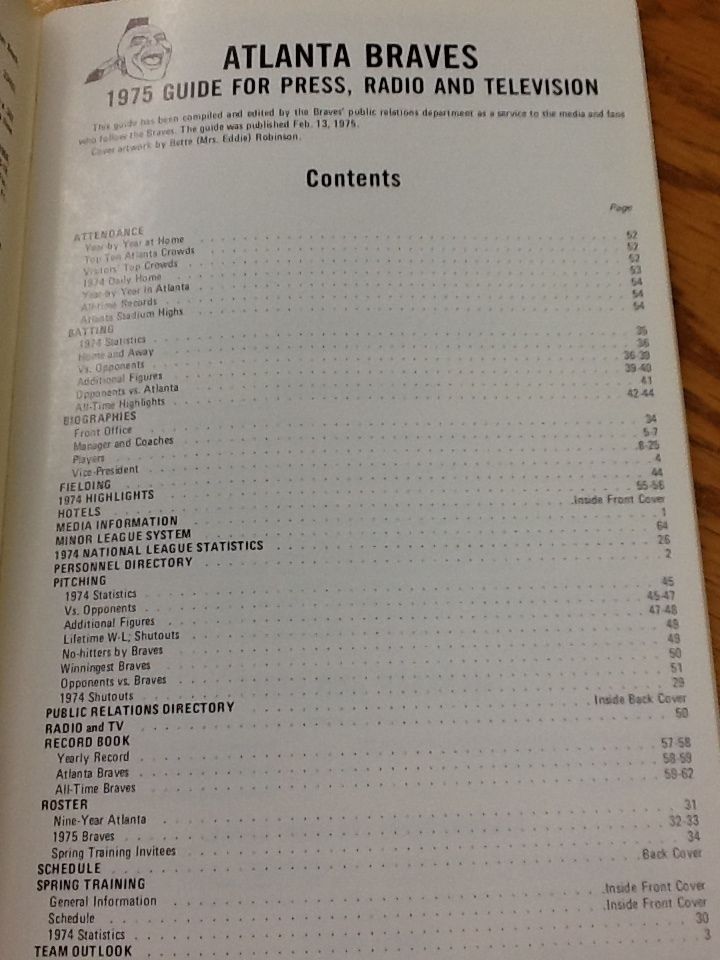 ATLANTA BRAVES
1975 GUIDE FOR PRESS, RADIO AND TELEVISION
This guide has been compiled and edited by the Braves' public relations department as a service to the media and fans
who follow the Braves. The guide was published Feb. 13, 1975.
Cover artwork by Bette (Mrs. Eddie) Robinson.
Contents
Page
ATTENDANCE
Year by Year at Home 52
Top Ten Atlanta Crowds 52
Visitors' Top Crowds 52
1974 Daily Home 53
Year by Year in Atlanta 54
All-time Records 54
Atlanta Stadium Highs 54
BATTING
1974 Statistics 35
Home and Away 36
Vs. Opponents 36-39
Additional Figures 39-40
Opponents vs. Atlanta 41
All-Time Highlights 42-44
BIOGRAPHIES
Front Office 34
Manager and Coaches 5-7
Players 8-25
Vice-President 4
FIELDING 44
1974 HIGHLIGHTS 55-56
HOTELS Inside Front Cover
MEDIA INFORMATION 1
MINOR LEAGUE SYSTEM 64
1974 NATIONAL LEAGUE STATISTICS 26
PERSONNEL DIRECTORY 2
PITCHING
1974 Statistics 45
Vs. Opponents 45-47
Additional Figures 47-48
Lifetime W-L; Shutouts 49
No-hitters by Braves 49
Winningest Braves 50
Opponents vs. Braves 51
1974 Shutouts 29
PUBLIC RELATIONS DIRECTORY Inside Back Cover
RADIO and TV
RECORD BOOK
Yearly Record 57-58
Atlanta Braves 58-59
All-Time Braves 59-62
ROSTER
Nine-Year Atlanta 31
1975 Braves 32-33
Spring Training Invitees 34
SCHEDULE Back Cover
SPRING TRAINING
General Information Inside Front Cover
Schedule Inside Front Cover
1974 Statistics 30
TEAM OUTLOOK 3